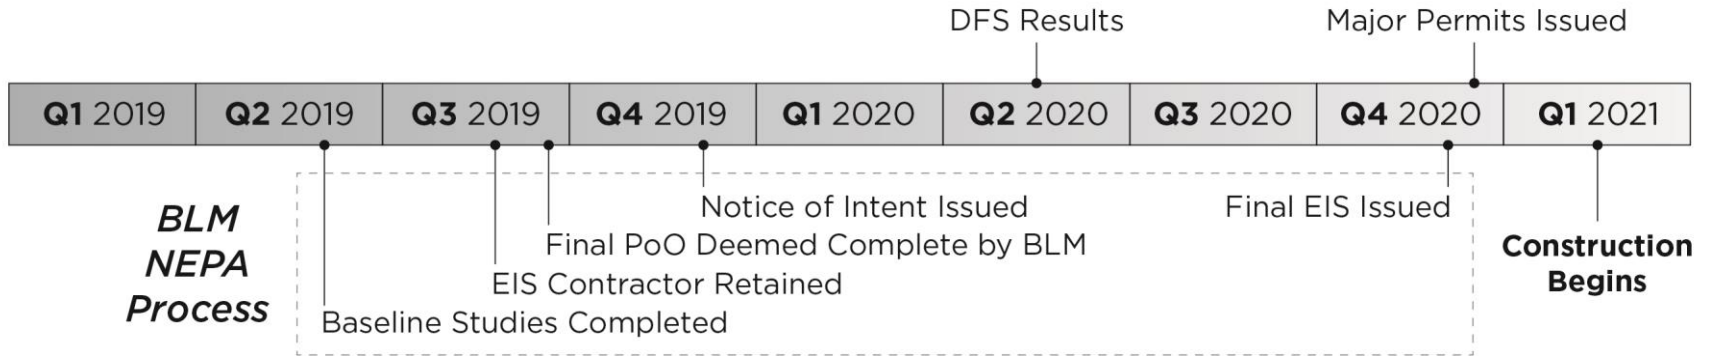 DFS Results
Major Permits Issued
Q1 2019
Q2 2019
Q3 2019
Q4 2019
Q1 2020
Q2 2020
Q3 2020
Q4 2020
Q1 2021
BLM
NEPA
Process
Notice of Intent Issued
Final PoO Deemed Complete by BLM
EIS Contractor Retained
Baseline Studies Completed
Final EIS Issued
Construction
Begins